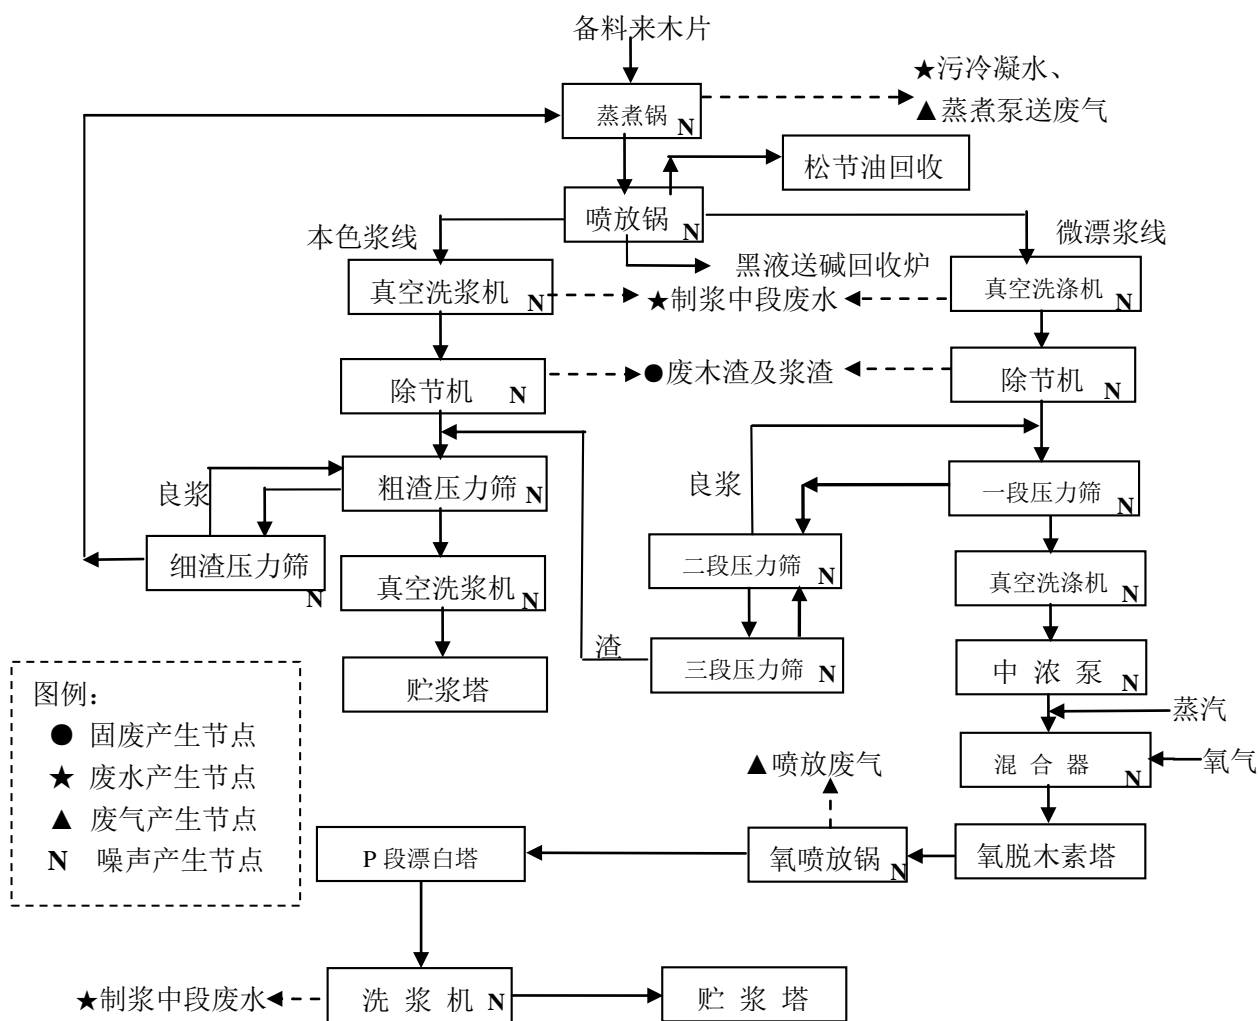 备料来木片
★污冷凝水、
▲蒸煮泵送废气
蒸煮锅 N
松节油回收
喷放锅 N
本色浆线
微漂浆线
黑液送碱回收炉
真空洗浆机 N
★制浆中段废水
真空洗涤机 N
除节机 N
●废木渣及浆渣
除节机 N
良浆
粗渣压力筛 N
良浆
一段压力筛 N
细渣压力筛 N
真空洗浆机 N
二段压力筛 N
真空洗涤机 N
渣
三段压力筛 N
中 浓 泵 N
贮浆塔
图例：
● 固废产生节点
★ 废水产生节点
▲ 废气产生节点
N 噪声产生节点
蒸汽
混 合 器 N
氧气
▲喷放废气
P 段漂白塔
氧喷放锅 N
氧脱木素塔
★制浆中段废水
洗 浆 机 N
贮 浆 塔